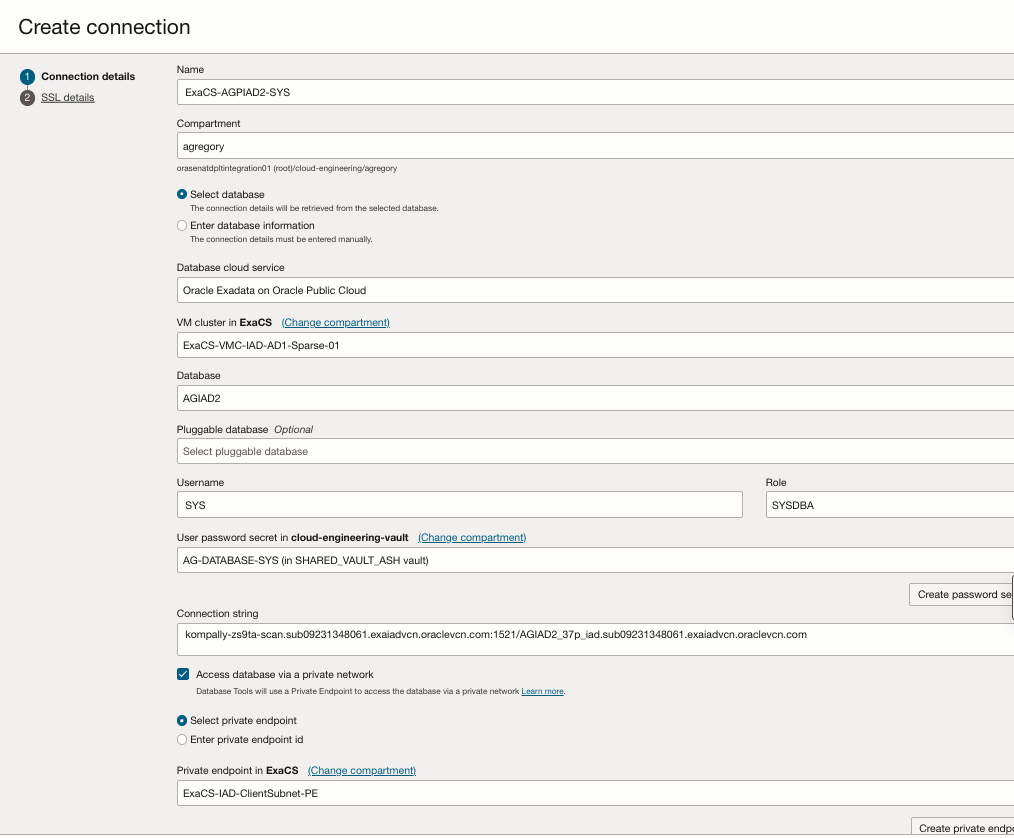 Create connection
1 Connection details
2 SSL details
Name
ExaCS-AGPIAD2-SYS
Compartment
agregory
orasenatdpltintegration01 (root)/cloud-engineering/agregory
Select database
The connection details will be retrieved from the selected database.
Enter database information
The connection details must be entered manually.
Database cloud service
Oracle Exadata on Oracle Public Cloud
VM cluster in ExaCS (Change compartment)
ExaCS-VMC-IAD-AD1-Sparse-01
Database
AGIAD2
Pluggable database Optional
Select pluggable database
Username Role
SYS SYSDBA
User password secret in cloud-engineering-vault (Change compartment)
AG-DATABASE-SYS (in SHARED_VAULT_ASH vault)
Create password se
Connection string
kompally-zs9ta-scan.sub09231348061.exaiadvcn.oraclevcn.com:1521/AGIAD2_37p_iad.sub09231348061.exaiadvcn.oraclevcn.com
Access database via a private network
Database Tools will use a Private Endpoint to access the database via a private network Learn more.
Select private endpoint
Enter private endpoint id
Private endpoint in ExaCS (Change compartment)
ExaCS-IAD-ClientSubnet-PE
Create private endpo